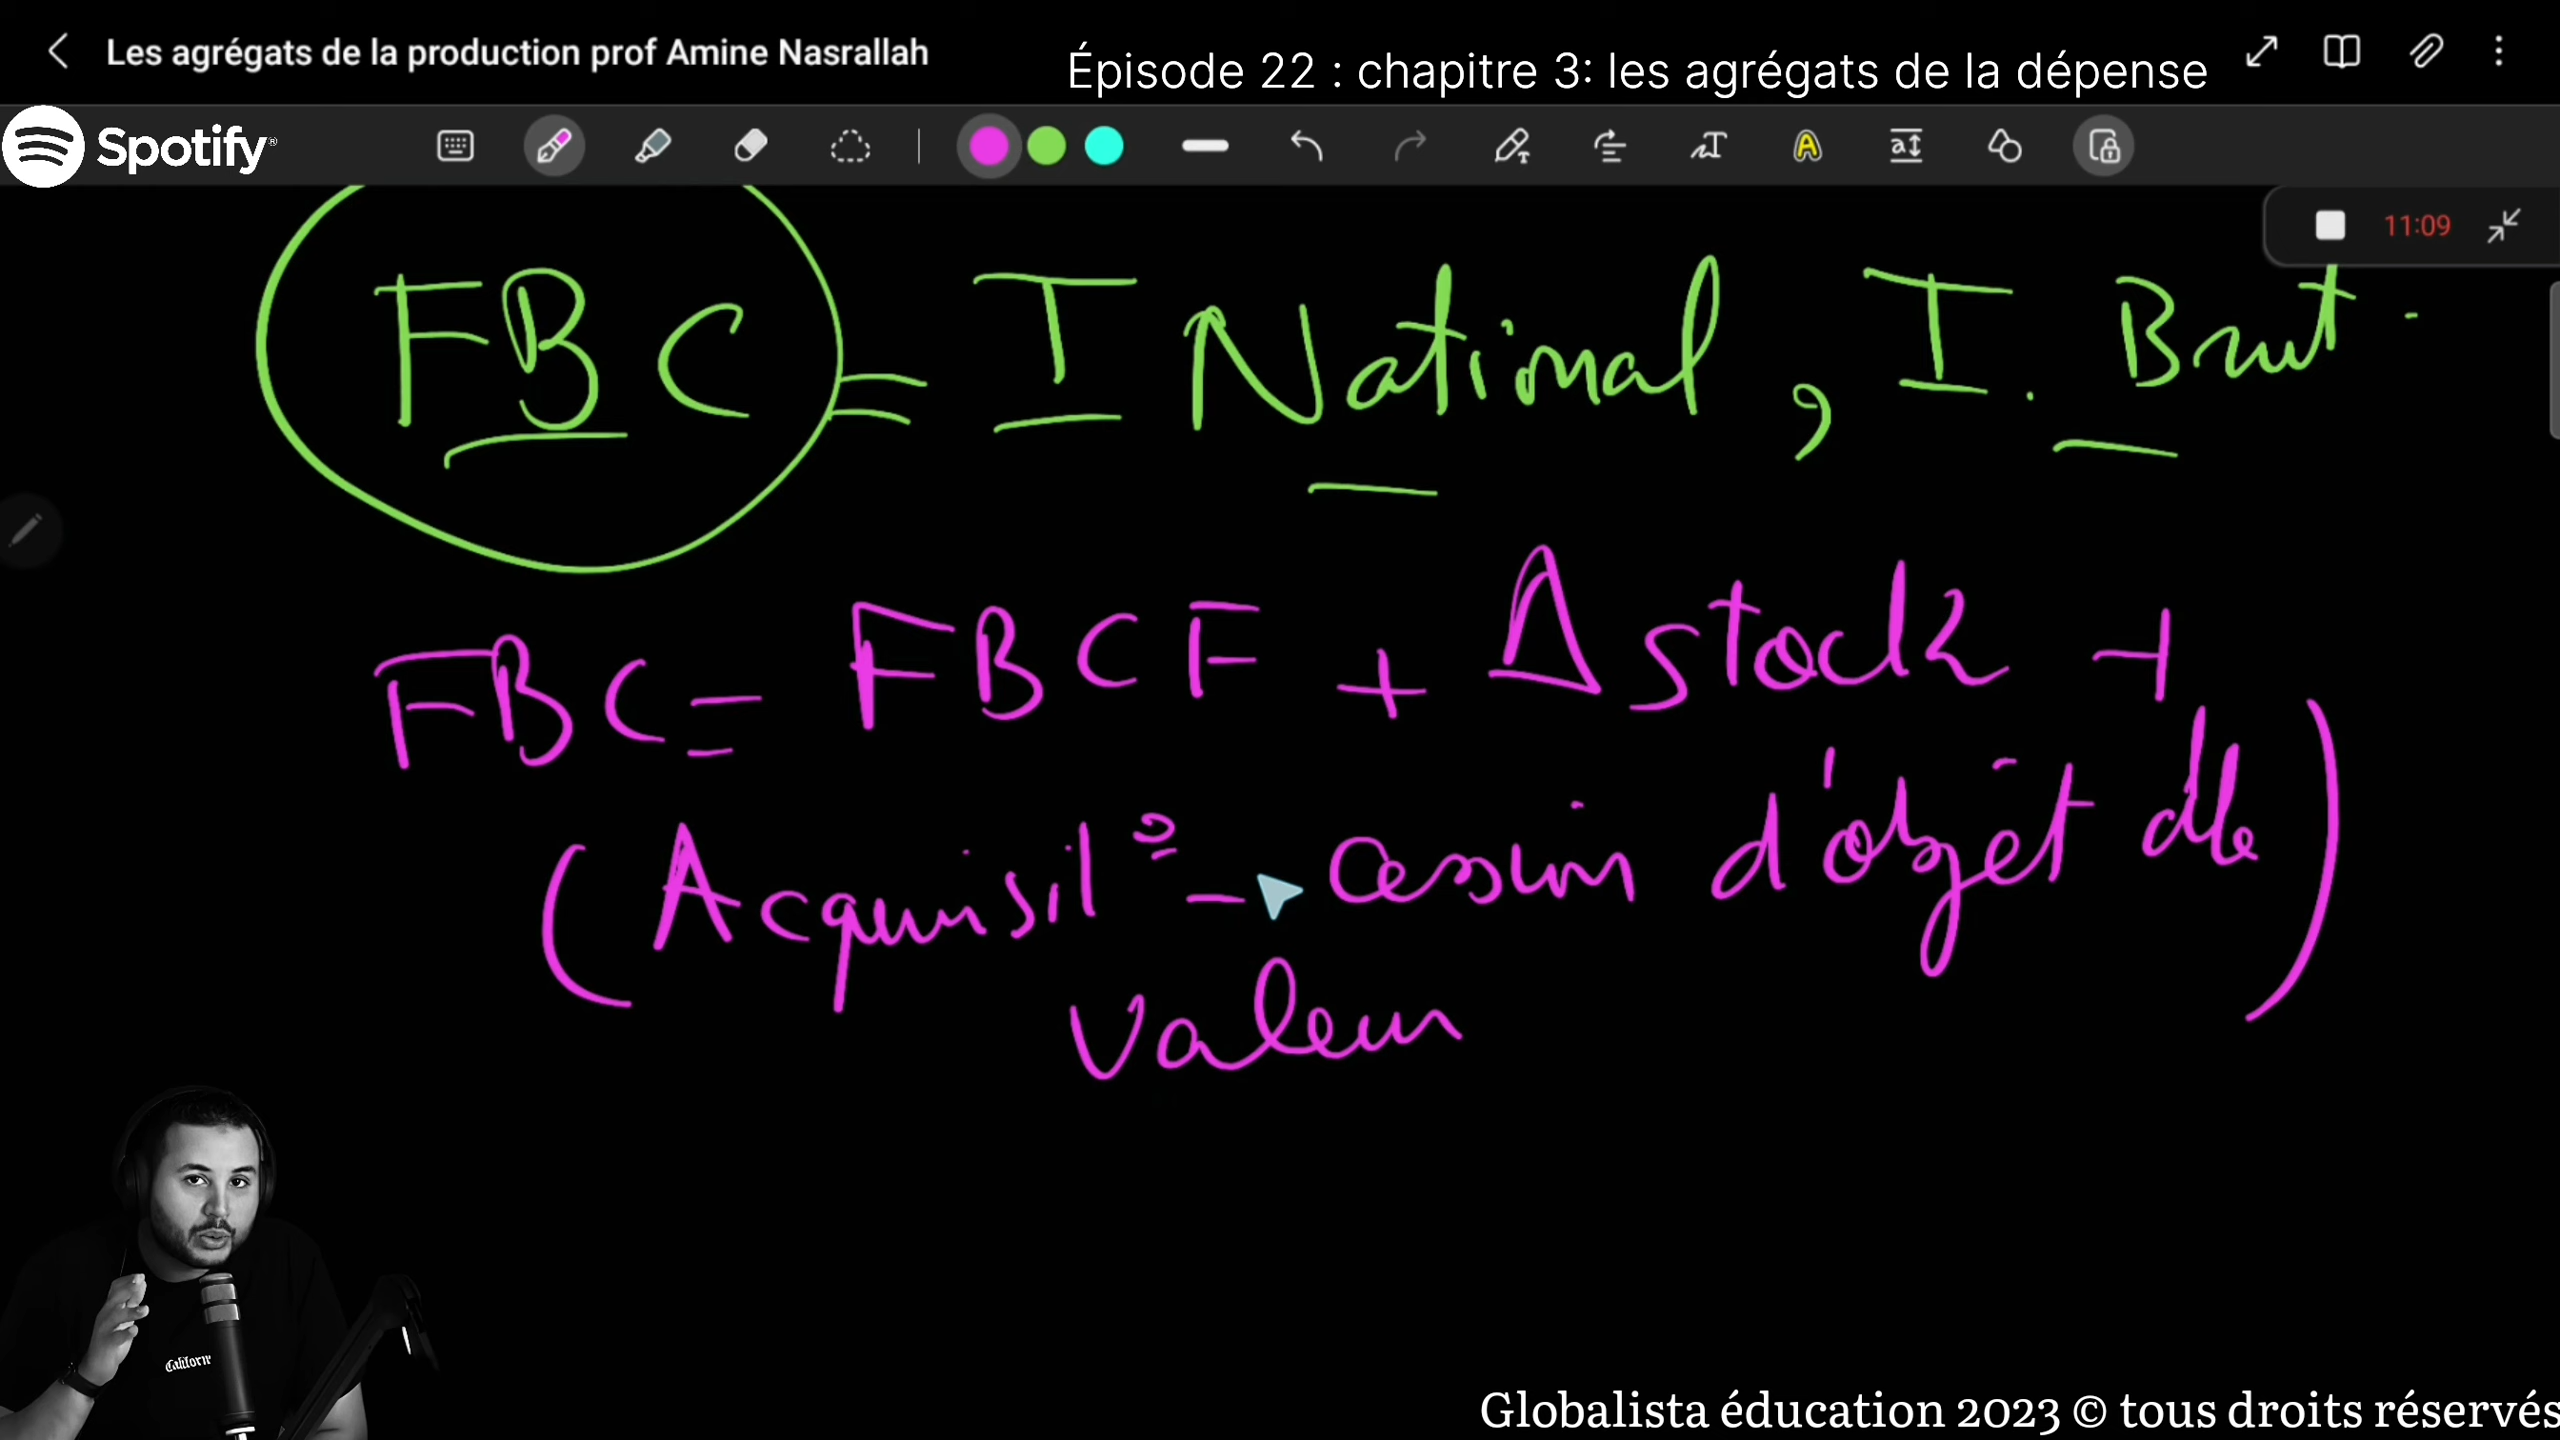 Les agrégats de la production prof Amine Nasrallah
Épisode 22 : chapitre 3: les agrégats de la dépense
Spotify®
11:09
FBC = I National, I. Brut.
FBC = FBCF + Δ stock +
(Acquisit° - cession d'objet de)
Valeur
Californ
Globalista éducation 2023 © tous droits réservés